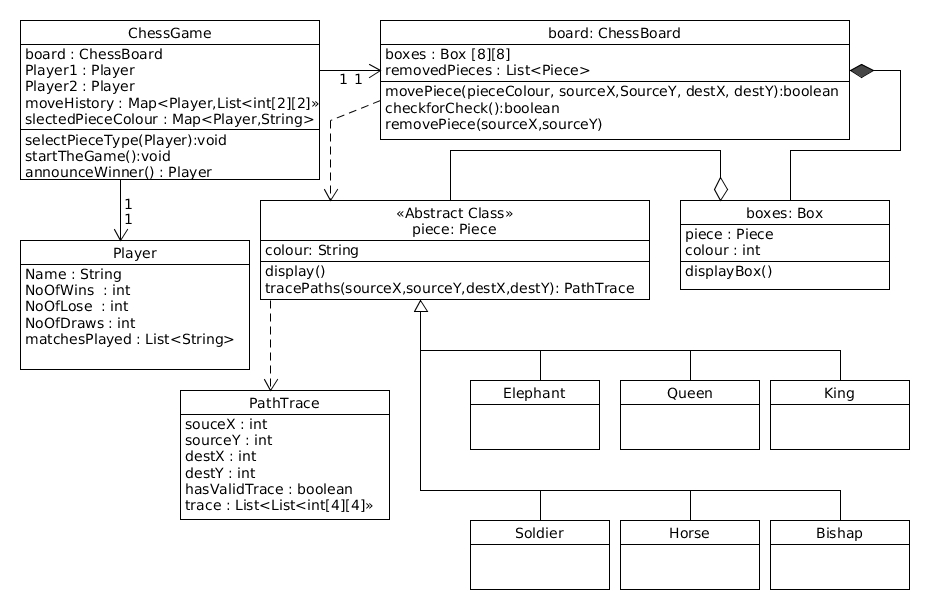 ChessGame
board : ChessBoard
Player1 : Player
Player2 : Player
moveHistory : Map<Player,List<int[2][2]»
slectedPieceColour : Map<Player,String>
selectPieceType(Player):void
startTheGame():void
announceWinner() : Player
1 1
board: ChessBoard
boxes : Box [8][8]
removedPieces : List<Piece>
movePiece(pieceColour, sourceX,SourceY, destX, destY):boolean
checkforCheck():boolean
removePiece(sourceX,sourceY)
1
1
Player
Name : String
NoOfWins  : int
NoOfLose  : int
NoOfDraws : int
matchesPlayed : List<String>
«Abstract Class»
piece: Piece
colour: String
display()
tracePaths(sourceX,sourceY,destX,destY): PathTrace
boxes: Box
piece : Piece
colour : int
displayBox()
PathTrace
souceX : int
sourceY : int
destX : int
destY : int
hasValidTrace : boolean
trace : List<List<int[4][4]»
Elephant
Queen
King
Soldier
Horse
Bishap